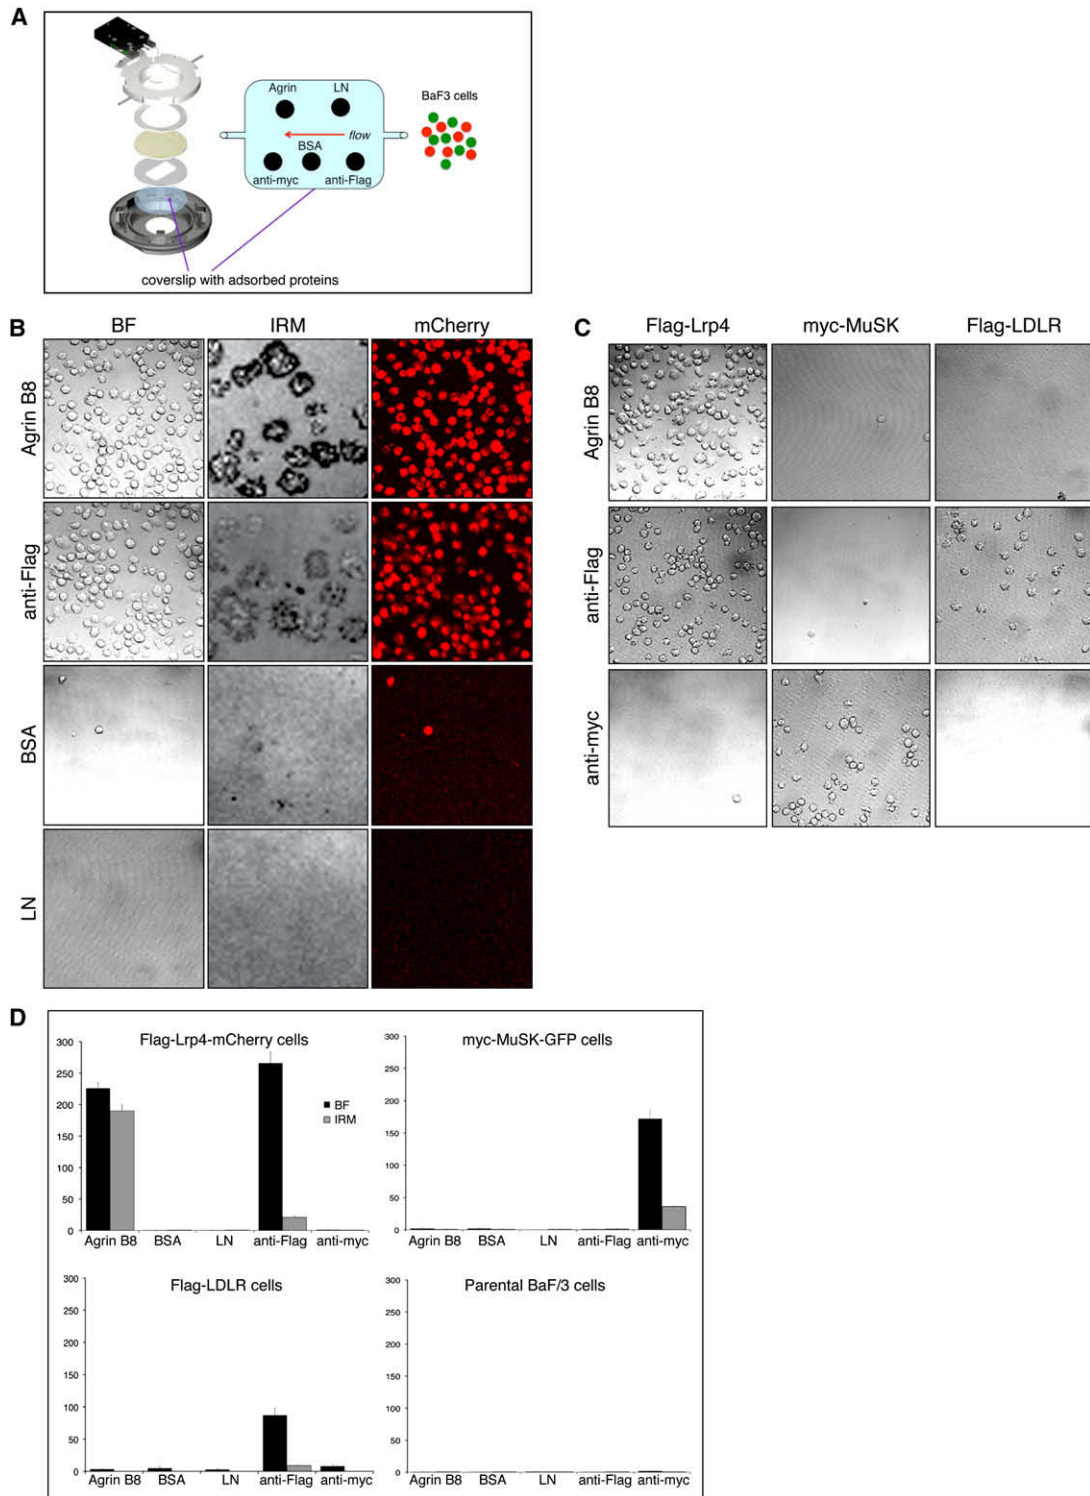 A
Agrin
LN
BaF3 cells
flow
BSA
anti-myc
anti-Flag
coverslip with adsorbed proteins
B
BF
IRM
mCherry
Agrin B8
anti-Flag
BSA
LN
C
Flag-Lrp4
myc-MuSK
Flag-LDLR
Agrin B8
anti-Flag
anti-myc
D
Flag-Lrp4-mCherry cells
300
250
200
150
100
50
0
BF
IRM
Agrin B8
BSA
LN
anti-Flag
anti-myc
myc-MuSK-GFP cells
300
250
200
150
100
50
0
Agrin B8
BSA
LN
anti-Flag
anti-myc
Flag-LDLR cells
300
250
200
150
100
50
0
Agrin B8
BSA
LN
anti-Flag
anti-myc
Parental BaF/3 cells
300
250
200
150
100
50
0
Agrin B8
BSA
LN
anti-Flag
anti-myc